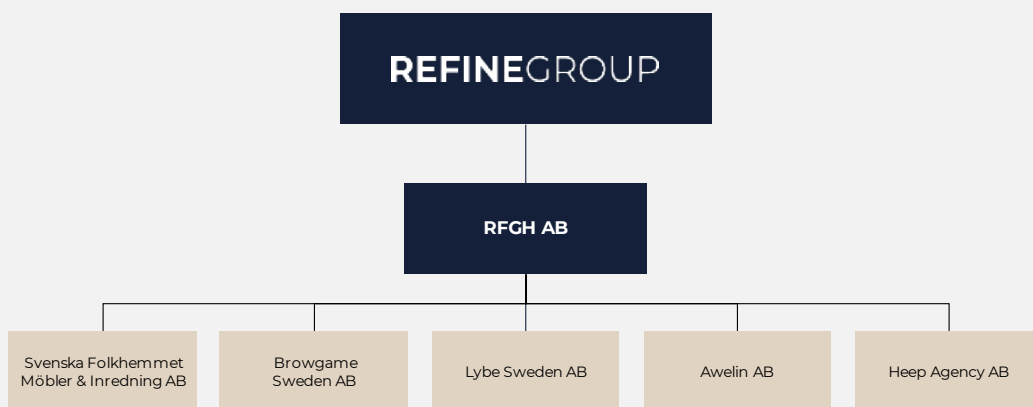 REFINEGROUP
RFGH AB
Svenska Folkhemmet
Möbler & Inredning AB
Browgame
Sweden AB
Lybe Sweden AB
Awelin AB
Heep Agency AB